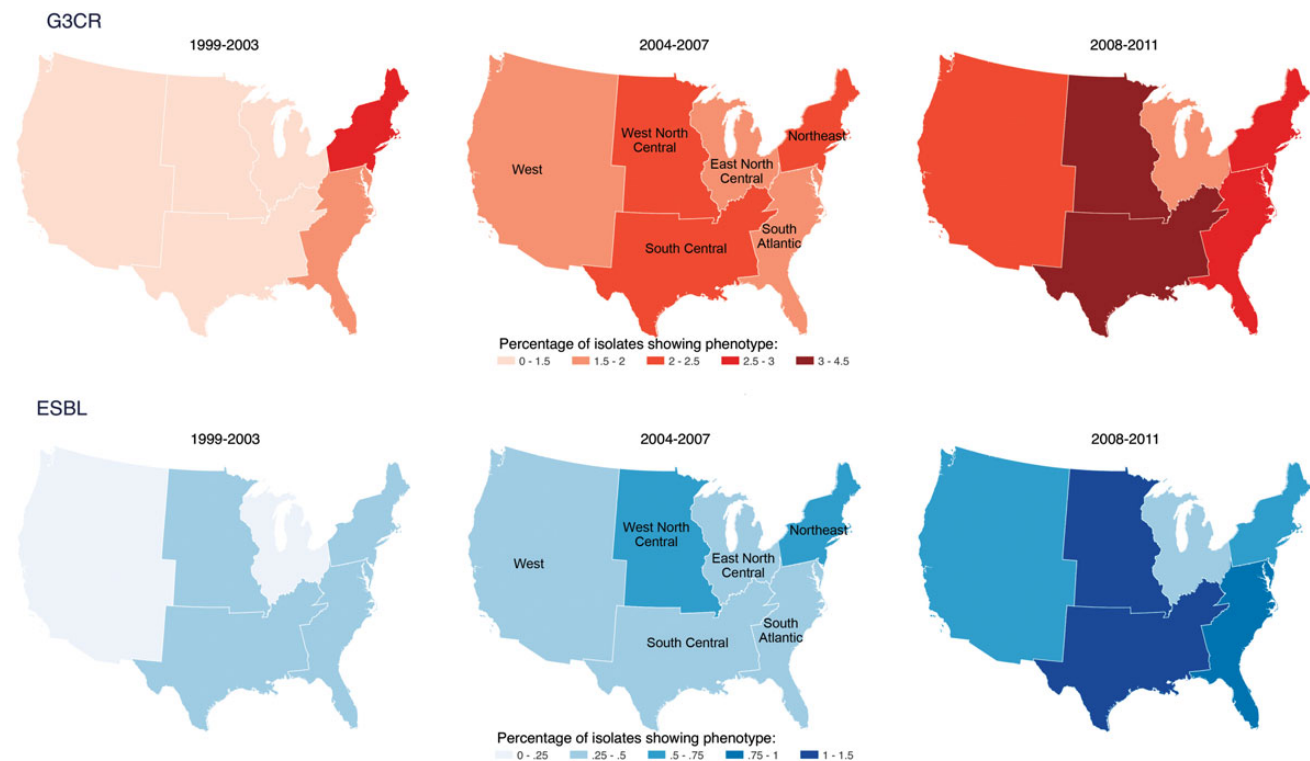 G3CR
1999-2003
2004-2007
2008-2011
West
West North
Central
East North
Central
Northeast
South Central
South
Atlantic
Percentage of isolates showing phenotype:
0 - 1.5
1.5 - 2
2 - 2.5
2.5 - 3
3 - 4.5
ESBL
1999-2003
2004-2007
2008-2011
West
West North
Central
East North
Central
Northeast
South Central
South
Atlantic
Percentage of isolates showing phenotype:
0 - .25
.25 - .5
.5 - .75
.75 - 1
1 - 1.5